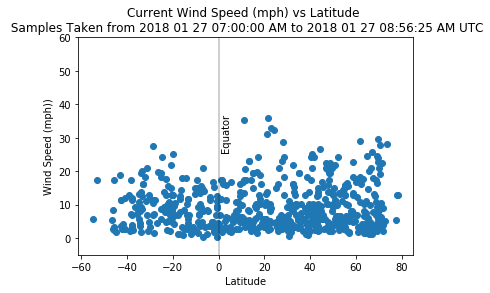 Current Wind Speed (mph) vs Latitude
Samples Taken from 2018 01 27 07:00:00 AM to 2018 01 27 08:56:25 AM UTC
60
50
40
30
20
10
0
Wind Speed (mph))
Equator
−60 −40 −20 0 20 40 60 80
Latitude